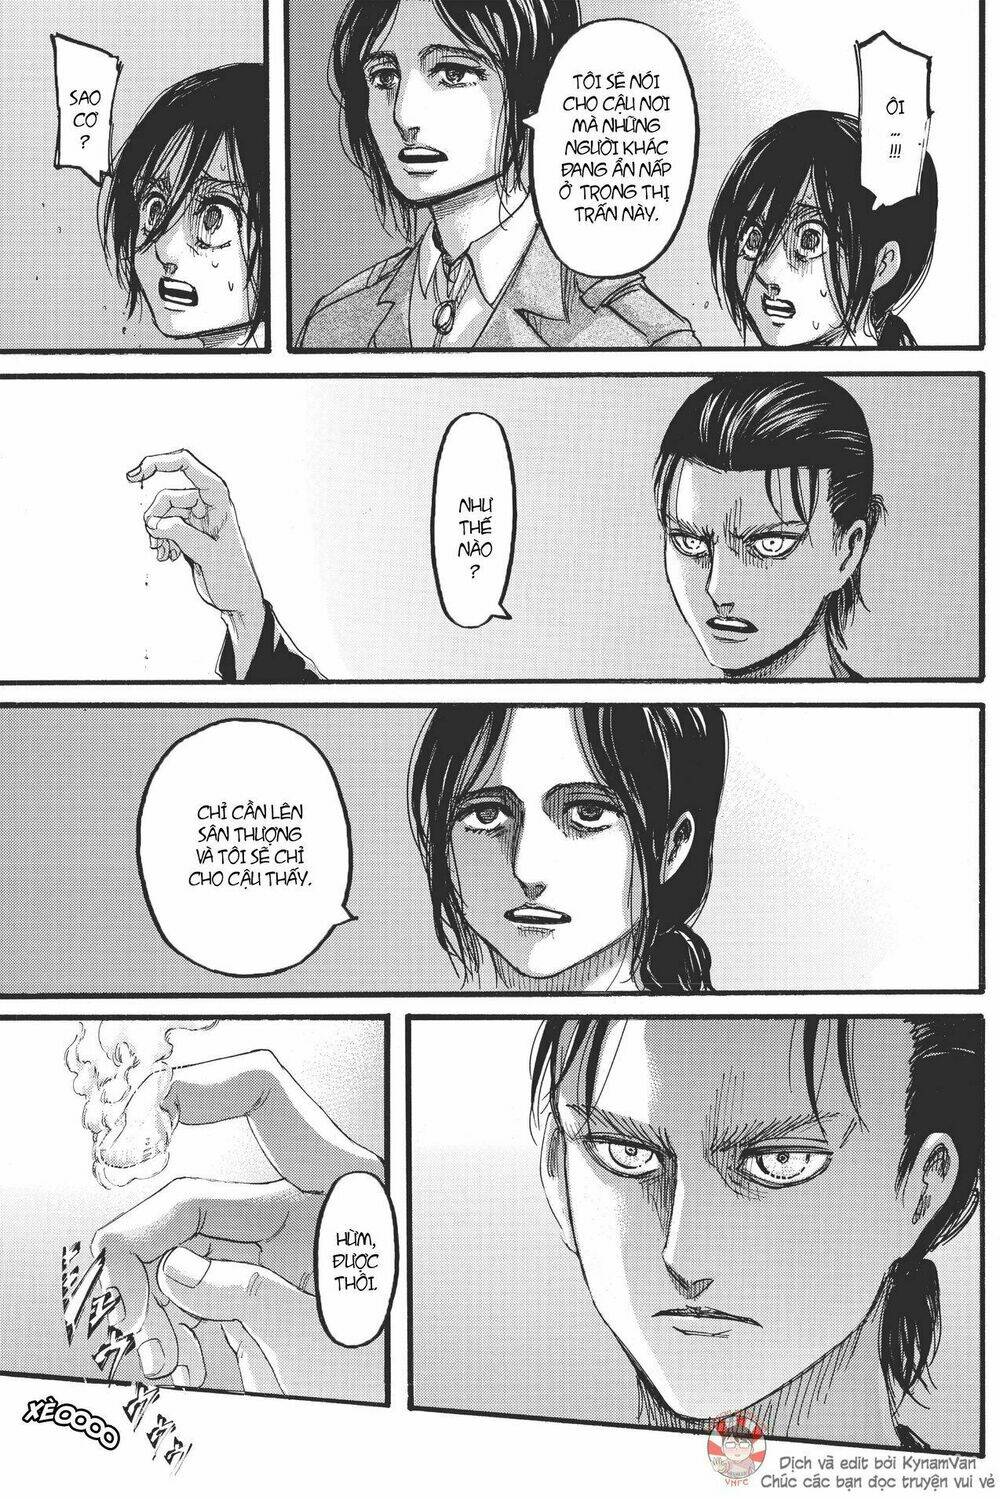 ÔI
...
!!!
TÔI SẼ NÓI
CHO CẬU NƠI
MÀ NHỮNG
NGƯỜI KHÁC
ĐANG ẨN NẤP
Ở TRONG THỊ
TRẤN NÀY.
SAO
CƠ
?
NHƯ
THẾ
NÀO
?
CHỈ CẦN LÊN
SÂN THƯỢNG
VÀ TÔI SẼ CHỈ
CHO CẬU THẤY.
HỪM,
ĐƯỢC
THÔI.
XÈOOOO
VNFC
Dịch và edit bởi KynamVan
Chúc các bạn đọc truyện vui vẻ